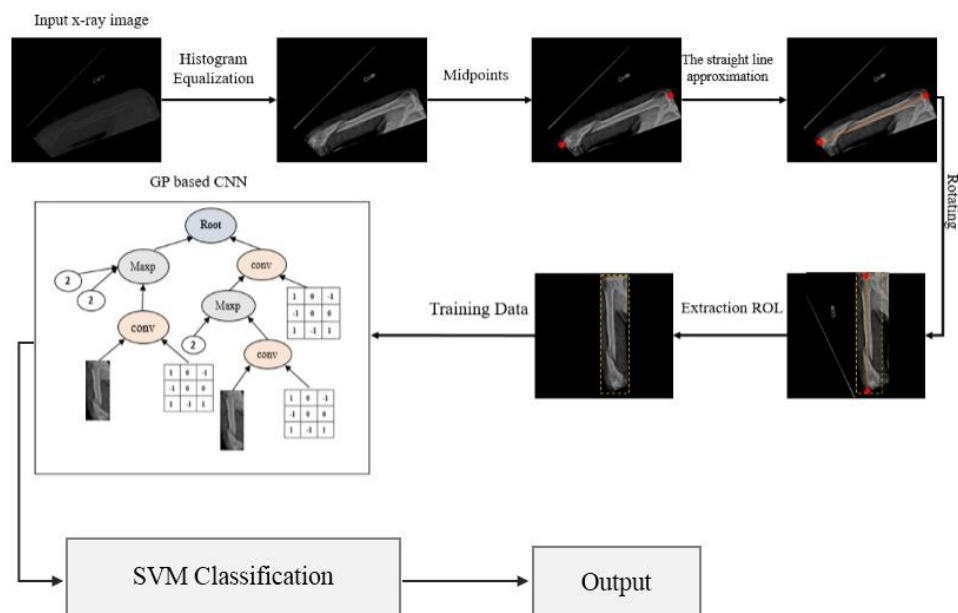 Input x-ray image
Histogram
Equalization
Midpoints
The straight line
approximation
Rotating
GP based CNN
Root
Maxp
conv
2
2
Maxp
1 0 -1
-1 0 0
1 -1 1
conv
2
conv
1 0 -1
-1 0 0
1 -1 1
1 0 -1
-1 0 0
1 -1 1
Training Data
Extraction ROL
SVM Classification
Output